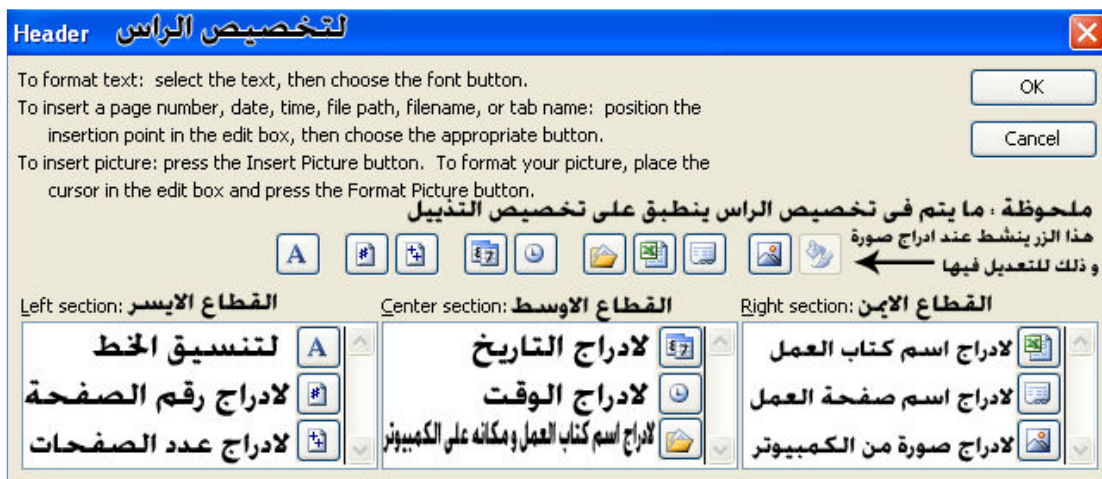 Header لتخصيص الراس
To format text: select the text, then choose the font button.
OK
To insert a page number, date, time, file path, filename, or tab name: position the
insertion point in the edit box, then choose the appropriate button.
Cancel
To insert picture: press the Insert Picture button. To format your picture, place the
cursor in the edit box and press the Format Picture button.
ملحوظة : ما يتم فى تخصيص الراس ينطبق على تخصيص التذييل
هذا الزر ينشط عند ادراج صورة
و ذلك للتعديل فيها
Left section: القطاع الايسر
Center section: القطاع الاوسط
Right section: القطاع الايمن
لتنسيق الخط
لادراج رقم الصفحة
لادراج عدد الصفحات
لادراج التاريخ
لادراج الوقت
لادراج اسم كتاب العمل و مكانه على الكمبيوتر
لادراج اسم كتاب العمل
لادراج اسم صفحة العمل
لادراج صورة من الكمبيوتر